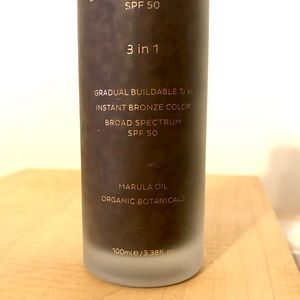 SPF 50
3 in 1
GRADUAL BUILDABLE TAN
INSTANT BRONZE COLOR
BROAD SPECTRUM
SPF 50
MARULA OIL
ORGANIC BOTANICALS
100ml e / 3.38fl.oz